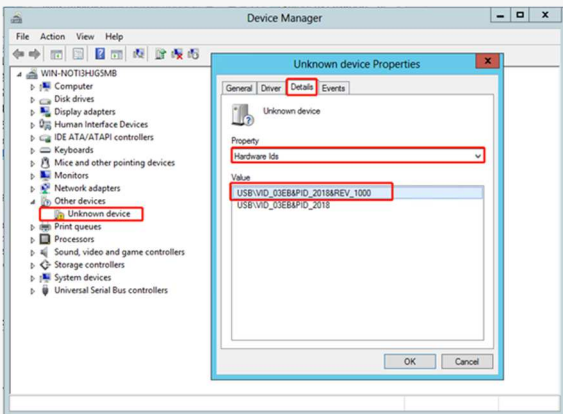 Device Manager
File Action View Help
WIN-NOTI3HJG5MB
Computer
Disk drives
Display adapters
Human Interface Devices
IDE ATA/ATAPI controllers
Keyboards
Mice and other pointing devices
Monitors
Network adapters
Other devices
Unknown device
Print queues
Processors
Sound, video and game controllers
Storage controllers
System devices
Universal Serial Bus controllers
Unknown device Properties
General Driver Details Events
Unknown device
Property
Hardware Ids
Value
USB\VID_03EB&PID_2018&REV_1000
USB\VID_03EB&PID_2018
OK Cancel